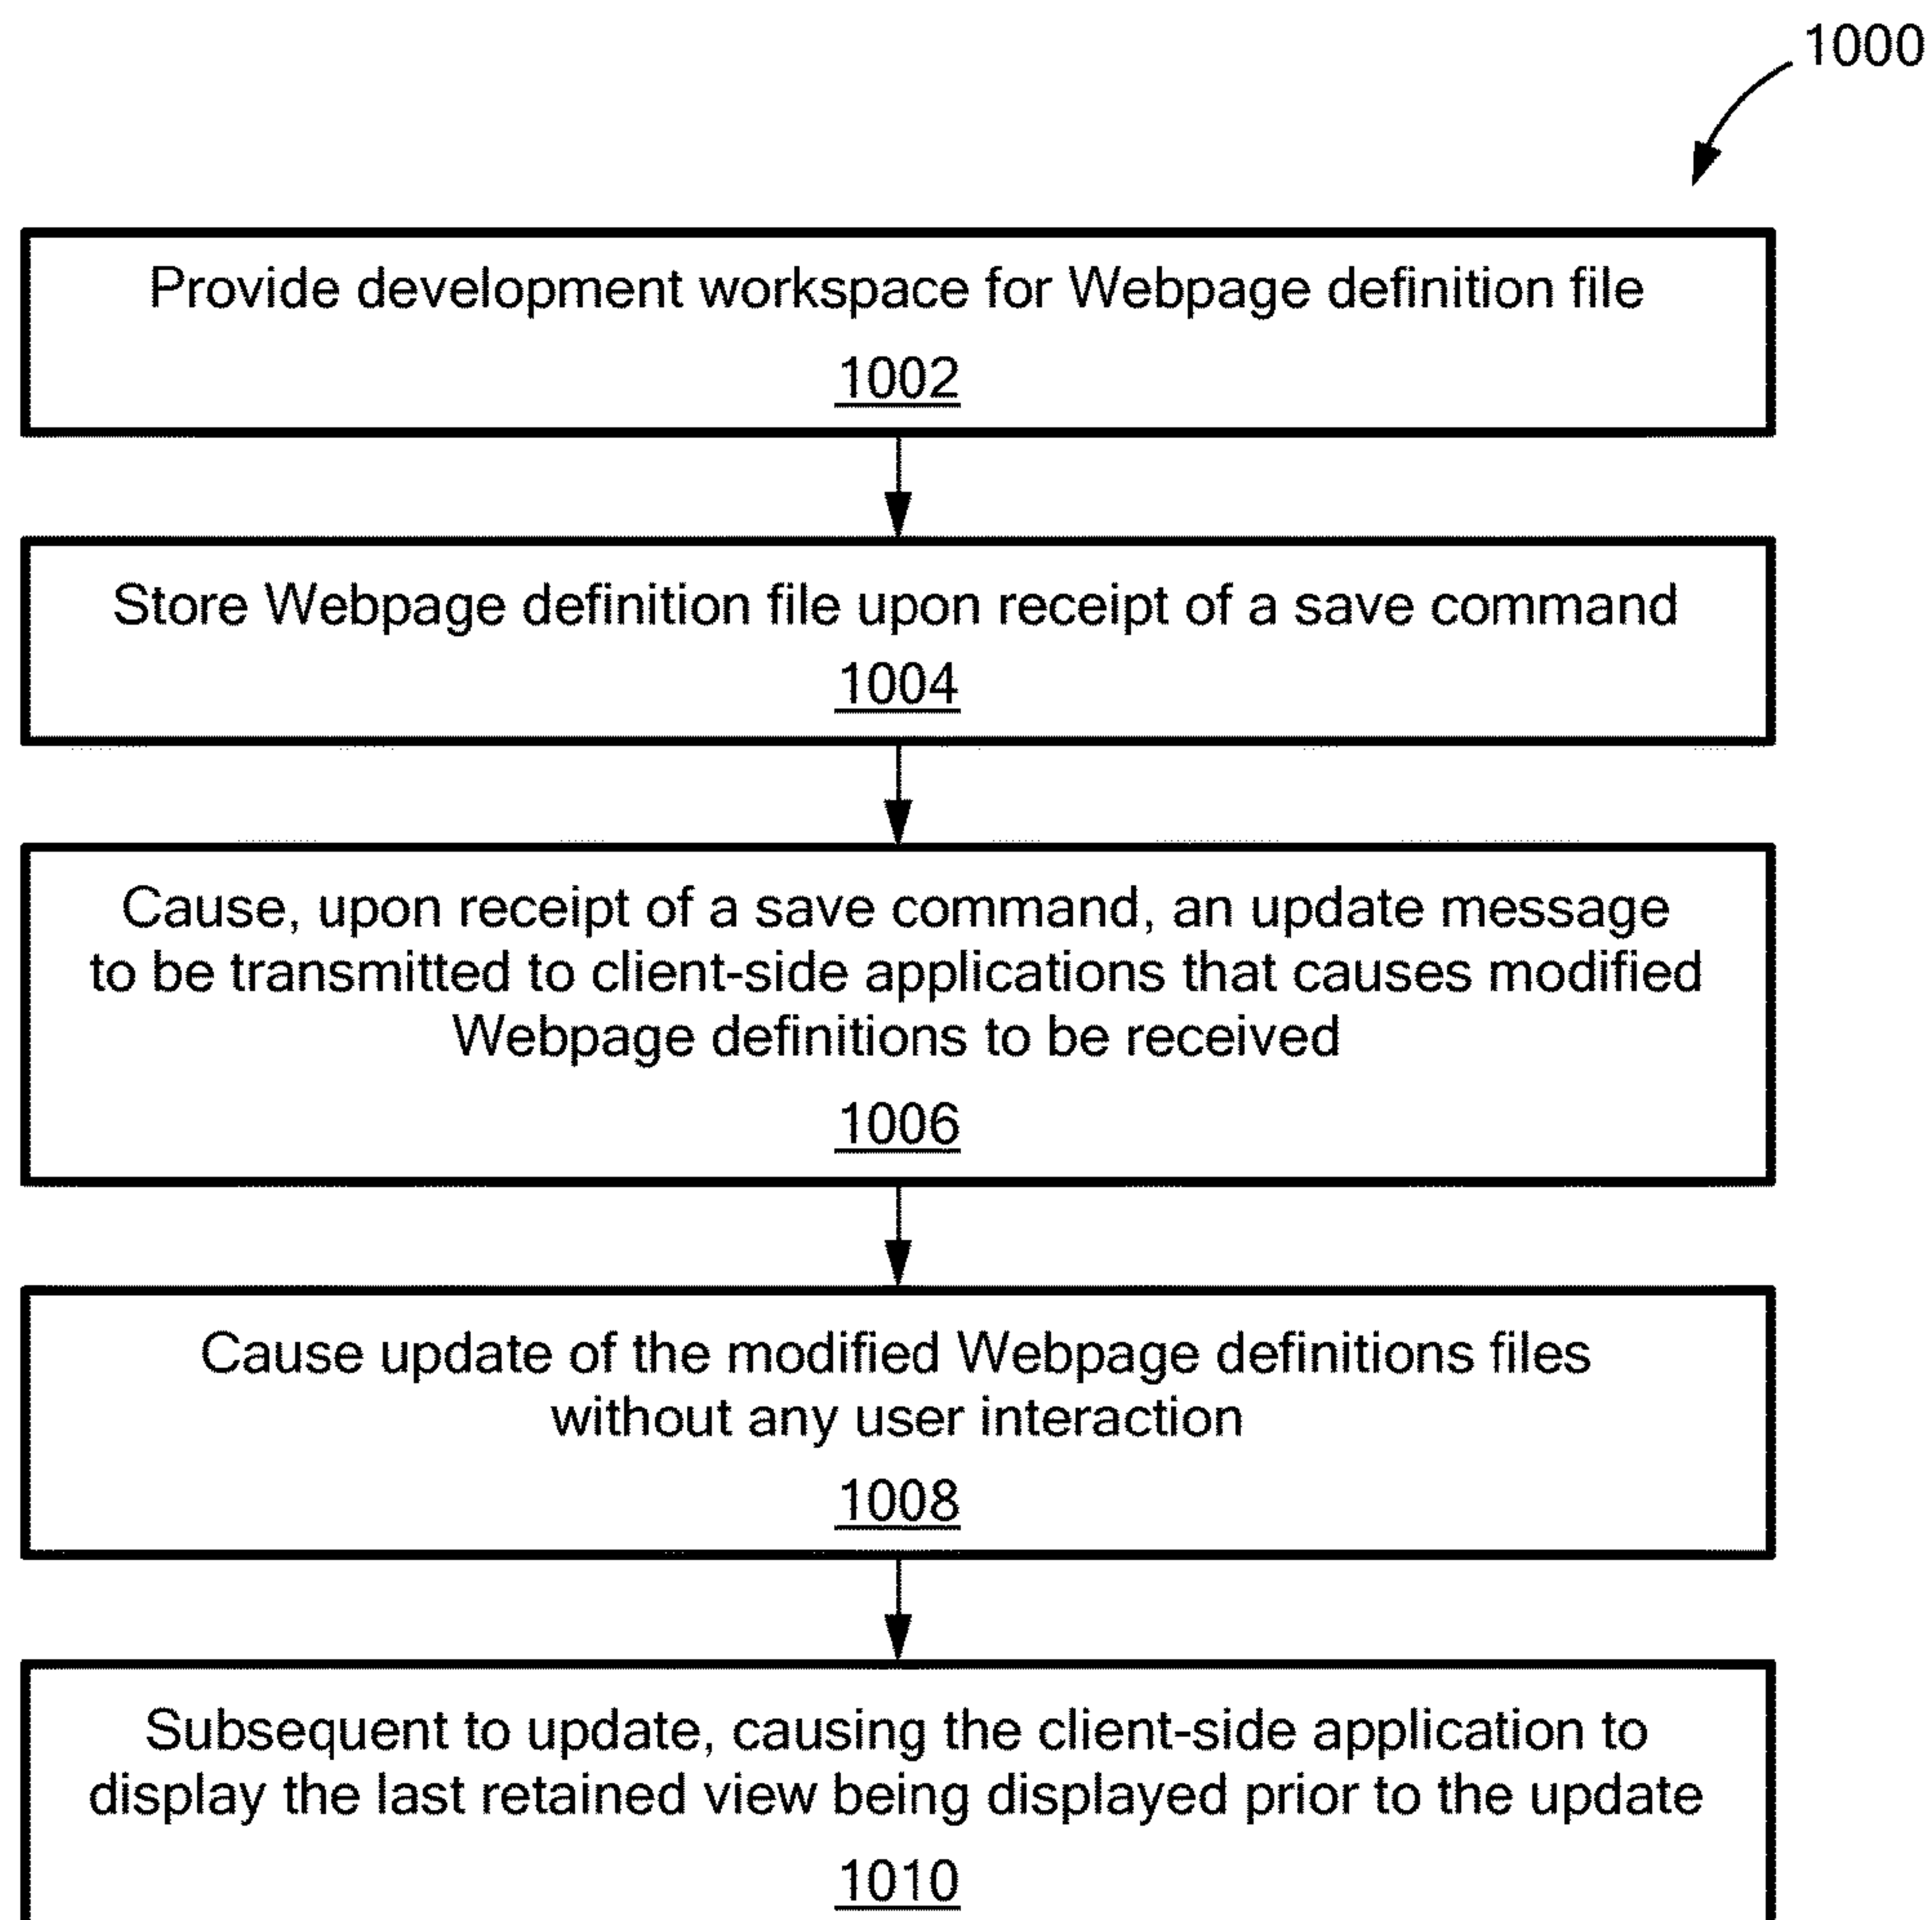 1000
Provide development workspace for Webpage definition file
1002
Store Webpage definition file upon receipt of a save command
1004
Cause, upon receipt of a save command, an update message
to be transmitted to client-side applications that causes modified
Webpage definitions to be received
1006
Cause update of the modified Webpage definitions files
without any user interaction
1008
Subsequent to update, causing the client-side application to
display the last retained view being displayed prior to the update
1010